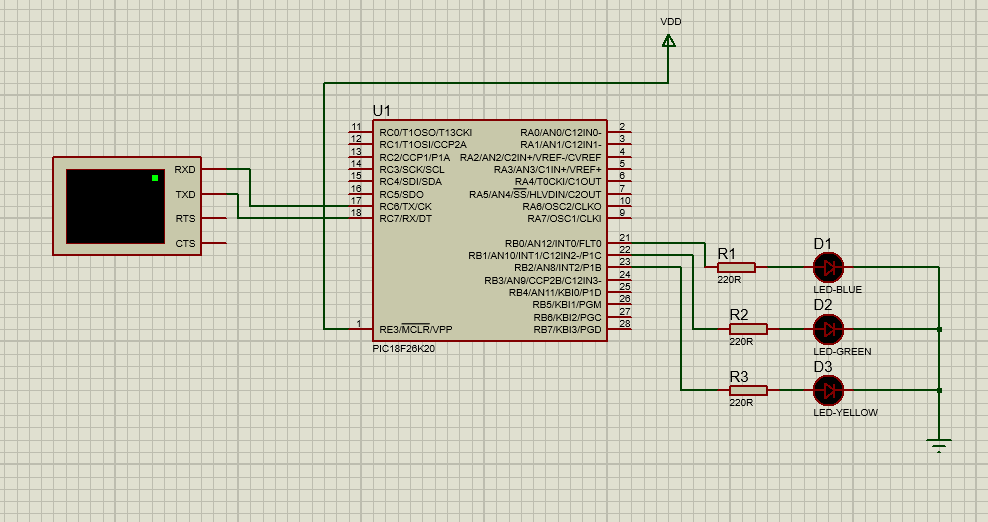 VDD
U1
11 RC0/T1OSO/T13CKI RA0/AN0/C12IN0- 2
12 RC1/T1OSI/CCP2A RA1/AN1/C12IN1- 3
13 RC2/CCP1/P1A RA2/AN2/C2IN+/VREF-/CVREF 4
14 RC3/SCK/SCL RA3/AN3/C1IN+/VREF+ 5
15 RC4/SDI/SDA RA4/T0CKI/C1OUT 6
16 RC5/SDO RA5/AN4/SS/HLVDIN/C2OUT 7
17 RC6/TX/CK RA6/OSC2/CLKO 10
18 RC7/RX/DT RA7/OSC1/CLKI 9
RB0/AN12/INT0/FLT0 21
RB1/AN10/INT1/C12IN2-/P1C 22
RB2/AN8/INT2/P1B 23
RB3/AN9/CCP2B/C12IN3- 24
RB4/AN11/KBI0/P1D 25
RB5/KBI1/PGM 26
RB6/KBI2/PGC 27
1 RE3/MCLR/VPP RB7/KBI3/PGD 28
PIC18F26K20
RXD
TXD
RTS
CTS
R1
220R
D1
LED-BLUE
R2
220R
D2
LED-GREEN
R3
220R
D3
LED-YELLOW